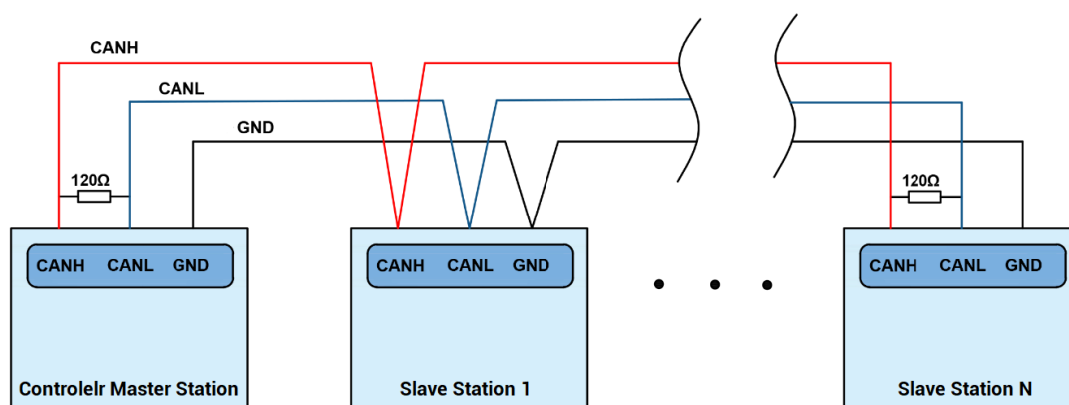 CANH
CANL
GND
120Ω
120Ω
CANH CANL GND
CANH CANL GND
CANH CANL GND
Controlelr Master Station
Slave Station 1
Slave Station N